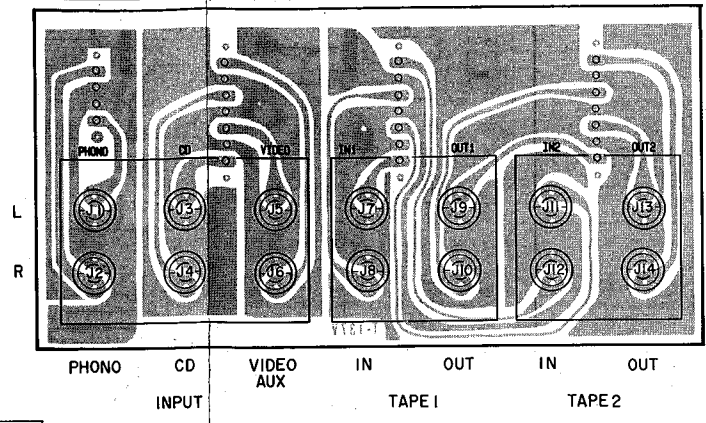 PHONO CD VIDEO IN1 OUT1 IN2 OUT2
L J1 J3 J5 J7 J9 J11 J13
R J2 J4 J6 J8 J10 J12 J14
PHONO CD VIDEO AUX IN OUT IN OUT
INPUT TAPE 1 TAPE 2